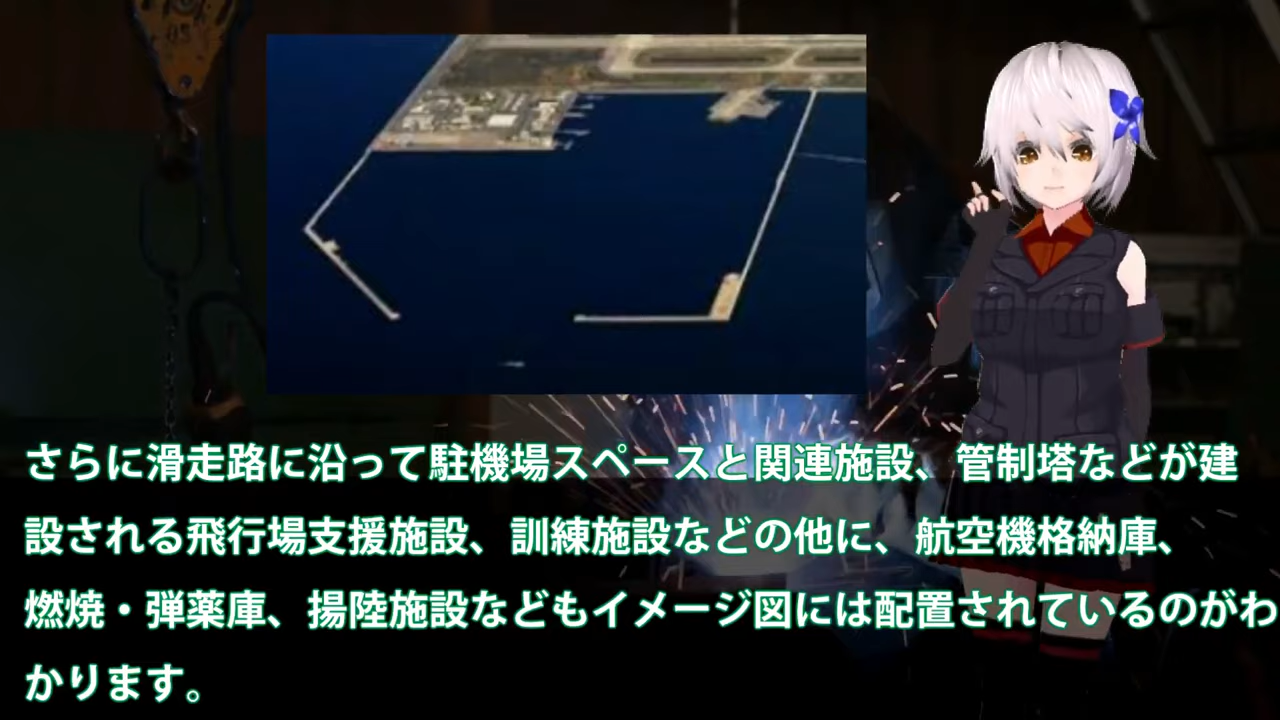 さらに滑走路に沿って駐機場スペースと関連施設、管制塔などが建
設される飛行場支援施設、訓練施設などの他に、航空機格納庫、
燃焼・弾薬庫、揚陸施設などもイメージ図には配置されているのがわ
かります。